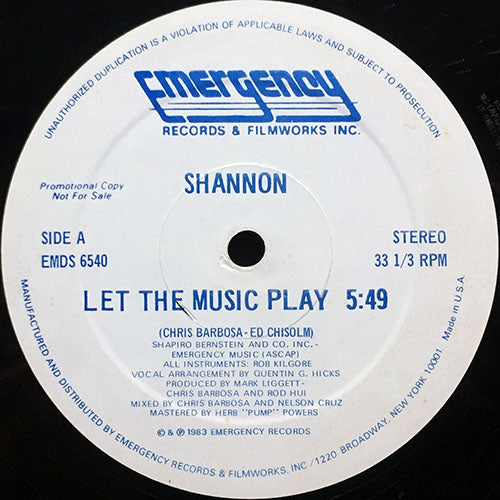 UNAUTHORIZED DUPLICATION IS A VIOLATION OF APPLICABLE LAWS AND SUBJECT TO PROSECUTION.
Emergency
RECORDS & FILMWORKS INC.
SHANNON
Promotional Copy
Not For Sale
SIDE A
EMDS 6540
STEREO
33 1/3 RPM
LET THE MUSIC PLAY 5:49
(CHRIS BARBOSA - ED CHISOLM)
SHAPIRO BERNSTEIN AND CO. INC. -
EMERGENCY MUSIC (ASCAP)
ALL INSTRUMENTS: ROB KILGORE
VOCAL ARRANGEMENT BY QUENTIN G. HICKS
PRODUCED BY MARK LIGGETT -
CHRIS BARBOSA AND ROD HUI
MIXED BY CHRIS BARBOSA AND NELSON CRUZ
MASTERED BY HERB "PUMP" POWERS
© & ℗ 1983 EMERGENCY RECORDS
MANUFACTURED AND DISTRIBUTED BY EMERGENCY RECORDS & FILMWORKS, INC / 1220 BROADWAY, NEW YORK 10001
Made in U.S.A.